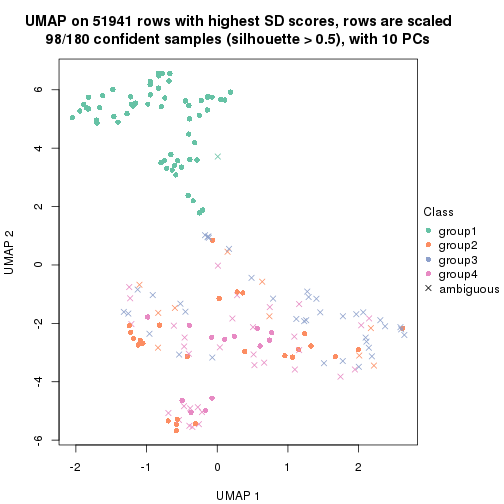 UMAP on 51941 rows with highest SD scores, rows are scaled
98/180 confident samples (silhouette > 0.5), with 10 PCs
6
4
2
0
-2
-4
-6
UMAP 2
-2
-1
0
1
2
UMAP 1
Class
group1
group2
group3
group4
ambiguous